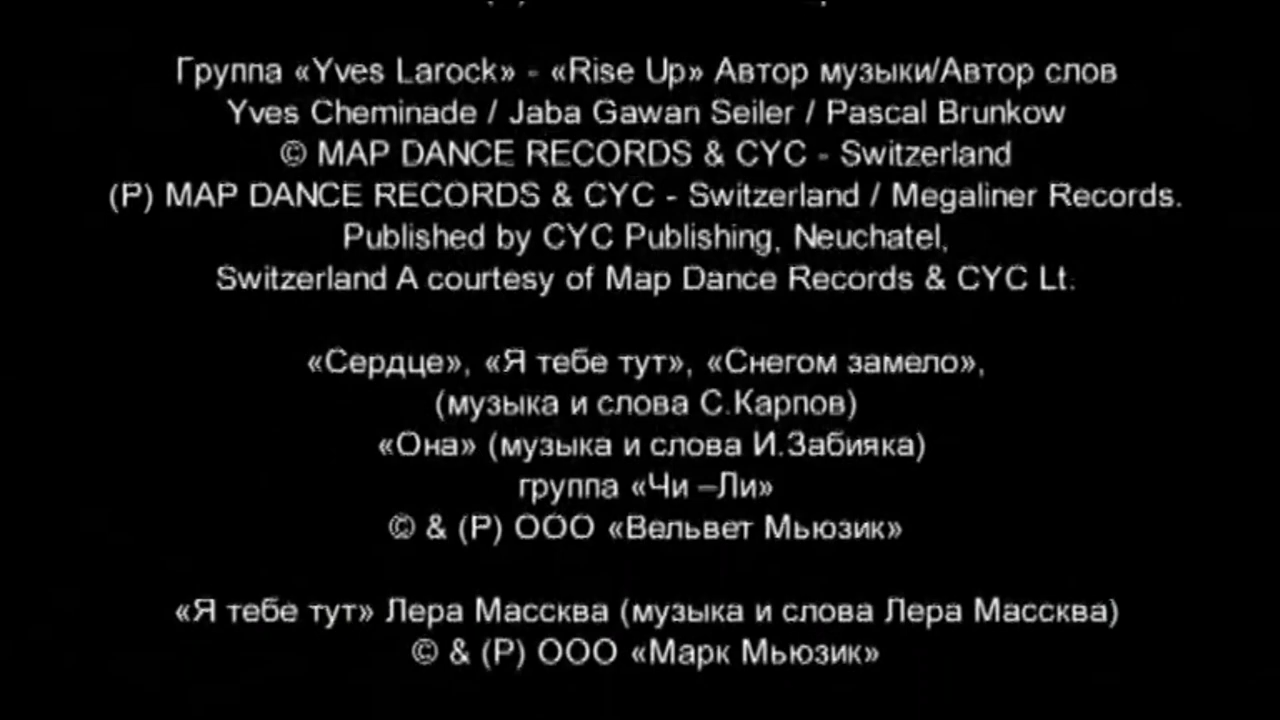 Группа «Yves Larock» - «Rise Up» Автор музыки/Автор слов
Yves Cheminade / Jaba Gawan Seiler / Pascal Brunkow
© MAP DANCE RECORDS & CYC - Switzerland
(P) MAP DANCE RECORDS & CYC - Switzerland / Megaliner Records.
Published by CYC Publishing, Neuchatel,
Switzerland A courtesy of Map Dance Records & CYC Lt.
«Сердце», «Я тебе тут», «Снегом замело»,
(музыка и слова С.Карпов)
«Она» (музыка и слова И.Забияка)
группа «Чи –Ли»
© & (P) ООО «Вельвет Мьюзик»
«Я тебе тут» Лера Массква (музыка и слова Лера Массква)
© & (P) ООО «Марк Мьюзик»